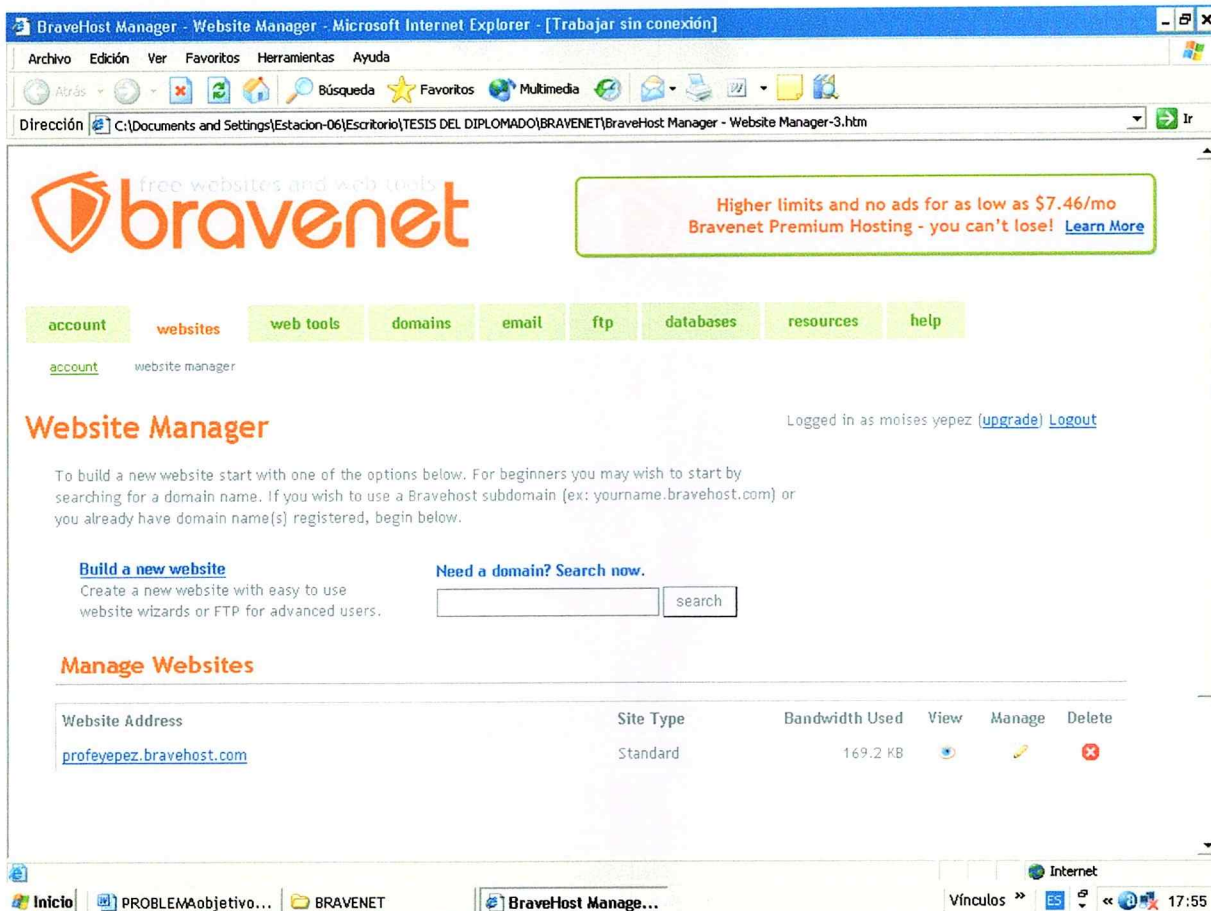 BraveHost Manager - Website Manager - Microsoft Internet Explorer - [Trabajar sin conexión]
Archivo Edición Ver Favoritos Herramientas Ayuda
Atrás Búsqueda Favoritos Multimedia
Dirección C:\Documents and Settings\Estacion-06\Escritorio\TESIS DEL DIPLOMADO\BRAVENET\BraveHost Manager - Website Manager-3.htm Ir
free websites and web tools
bravenet
Higher limits and no ads for as low as $7.46/mo
Bravenet Premium Hosting - you can't lose! Learn More
account websites web tools domains email ftp databases resources help
account website manager
Website Manager
Logged in as moises yepez (upgrade) Logout
To build a new website start with one of the options below. For beginners you may wish to start by
searching for a domain name. If you wish to use a Bravehost subdomain (ex: yourname.bravehost.com) or
you already have domain name(s) registered, begin below.
Build a new website
Create a new website with easy to use
website wizards or FTP for advanced users.
Need a domain? Search now.
search
Manage Websites
Website Address Site Type Bandwidth Used View Manage Delete
profeyepez.bravehost.com Standard 169.2 KB
Internet
Inicio PROBLEMAobjetivo... BRAVENET BraveHost Manage... Vínculos » ES « 17:55